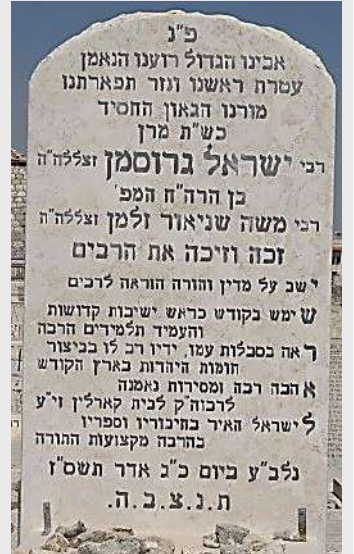 פ"נ
אבינו הגדול רוענו הנאמן
עטרת ראשנו ונזר תפארתנו
מורנו הגאון החסיד
כש"ת מרן
רבי ישראל גרוסמן זצללה"ה
בן הרה"ח המפ'
רבי משה שניאור זלמן זצללה"ה
זכה וזיכה את הרבים
ישב על מדין והורה הוראה לרבים
שימש בקודש כראש ישיבות קדושות
והעמיד תלמידים הרבה
ראה בסבלות עמו, ידיו רב לו בביצור
חומות היהדות בארץ הקודש
אהבה רבה ומסירות נאמנה
לרבוה"ק לבית קארלין זי"ע
לישראל האיר בחיבוריו וספריו
בהרבה מקצועות התורה
נלב"ע ביום כ"ג אדר תשס"ז
ת.נ.צ.ב.ה.